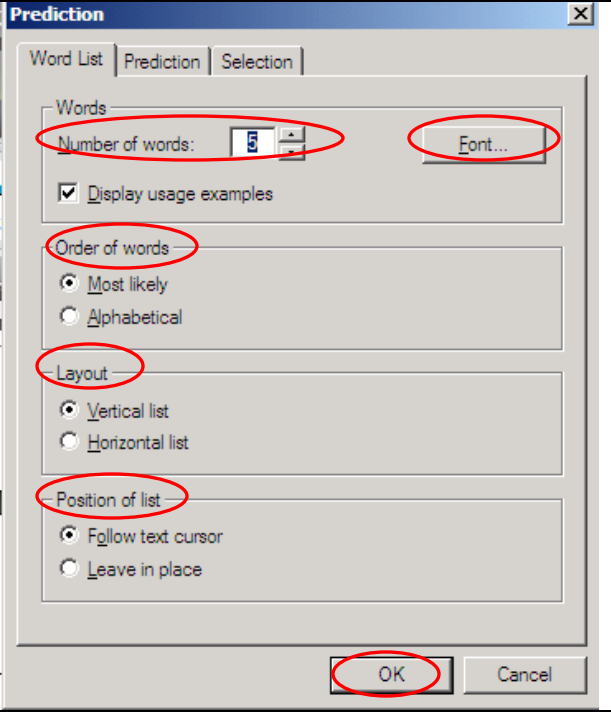 Prediction
Word List Prediction Selection
Words
Number of words: 5 Font...
Display usage examples
Order of words
Most likely
Alphabetical
Layout
Vertical list
Horizontal list
Position of list
Follow text cursor
Leave in place
OK Cancel